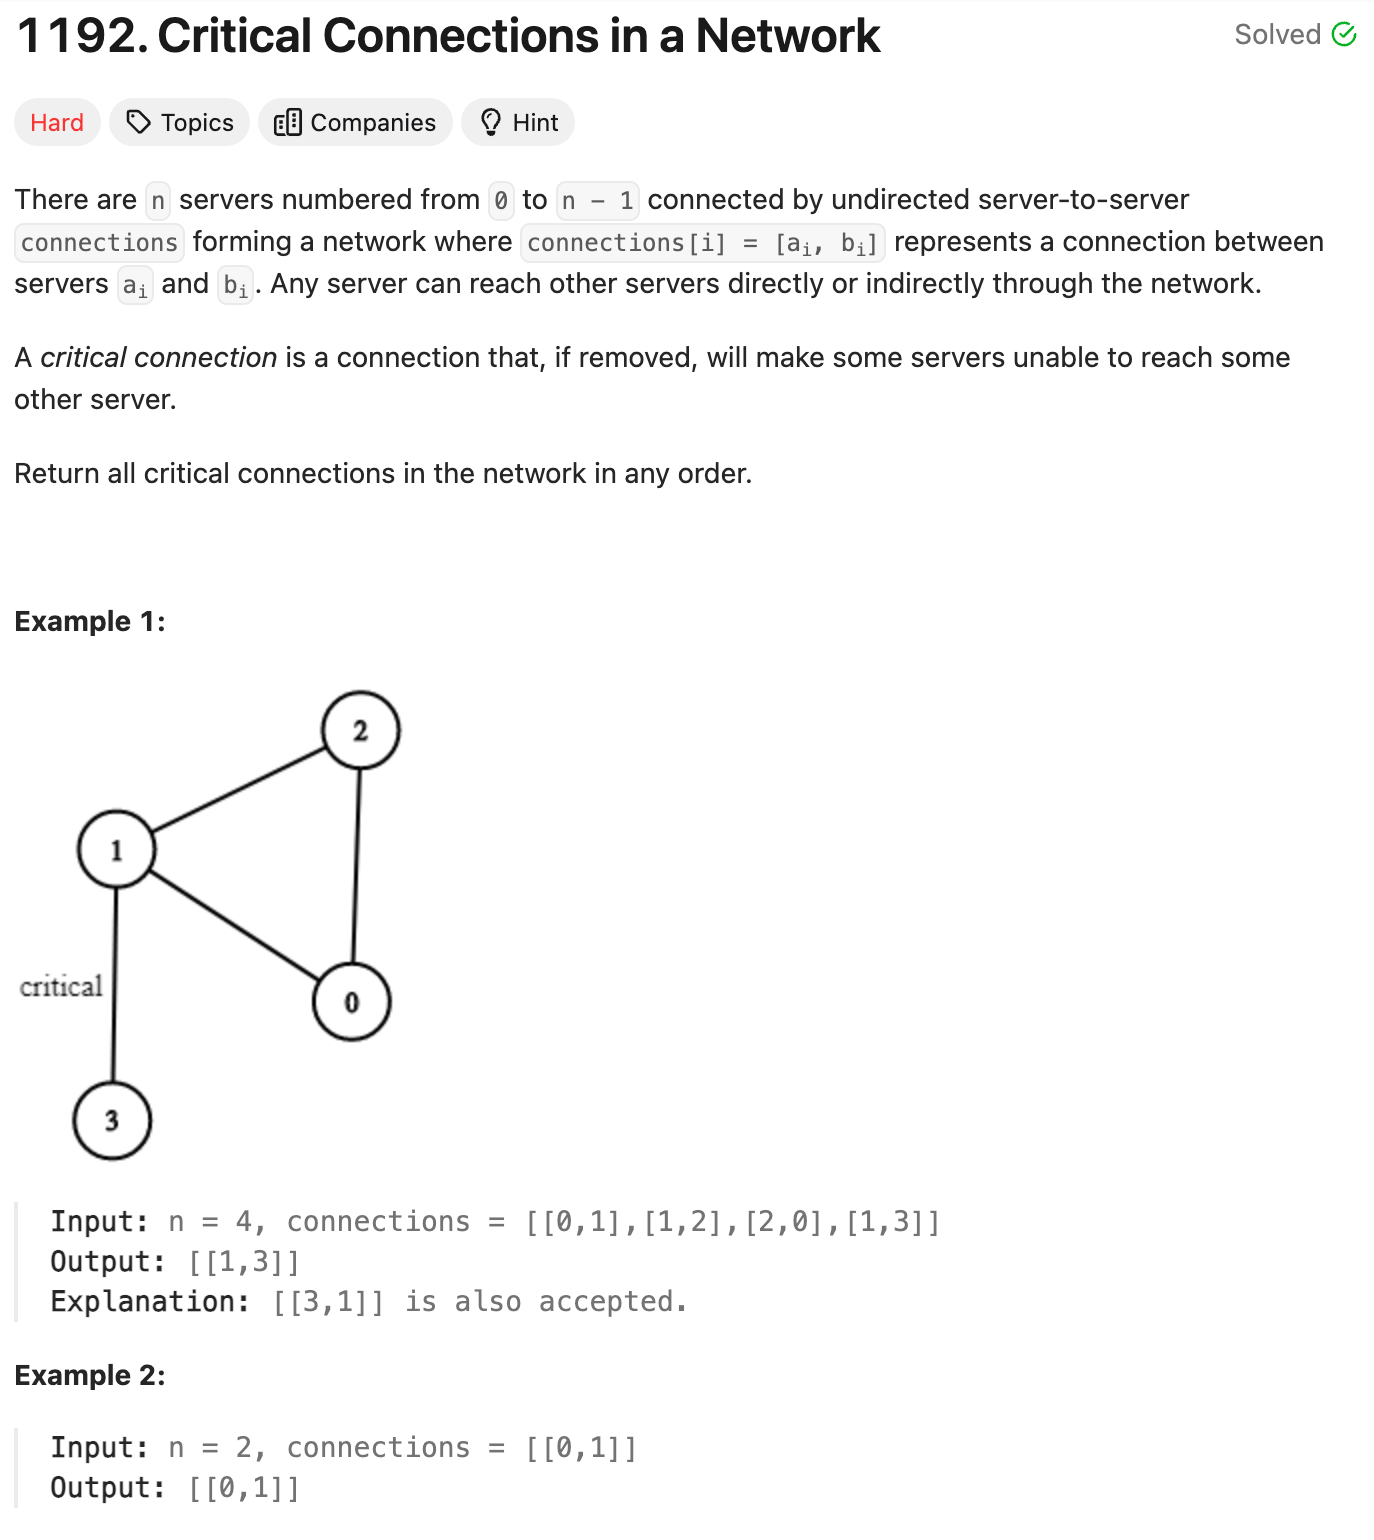 1192. Critical Connections in a Network
Solved
Hard Topics Companies Hint
There are n servers numbered from 0 to n - 1 connected by undirected server-to-server
connections forming a network where connections[i] = [aᵢ, bᵢ] represents a connection between
servers aᵢ and bᵢ. Any server can reach other servers directly or indirectly through the network.
A critical connection is a connection that, if removed, will make some servers unable to reach some
other server.
Return all critical connections in the network in any order.
Example 1:
2
1
critical
0
3
Input: n = 4, connections = [[0,1],[1,2],[2,0],[1,3]]
Output: [[1,3]]
Explanation: [[3,1]] is also accepted.
Example 2:
Input: n = 2, connections = [[0,1]]
Output: [[0,1]]